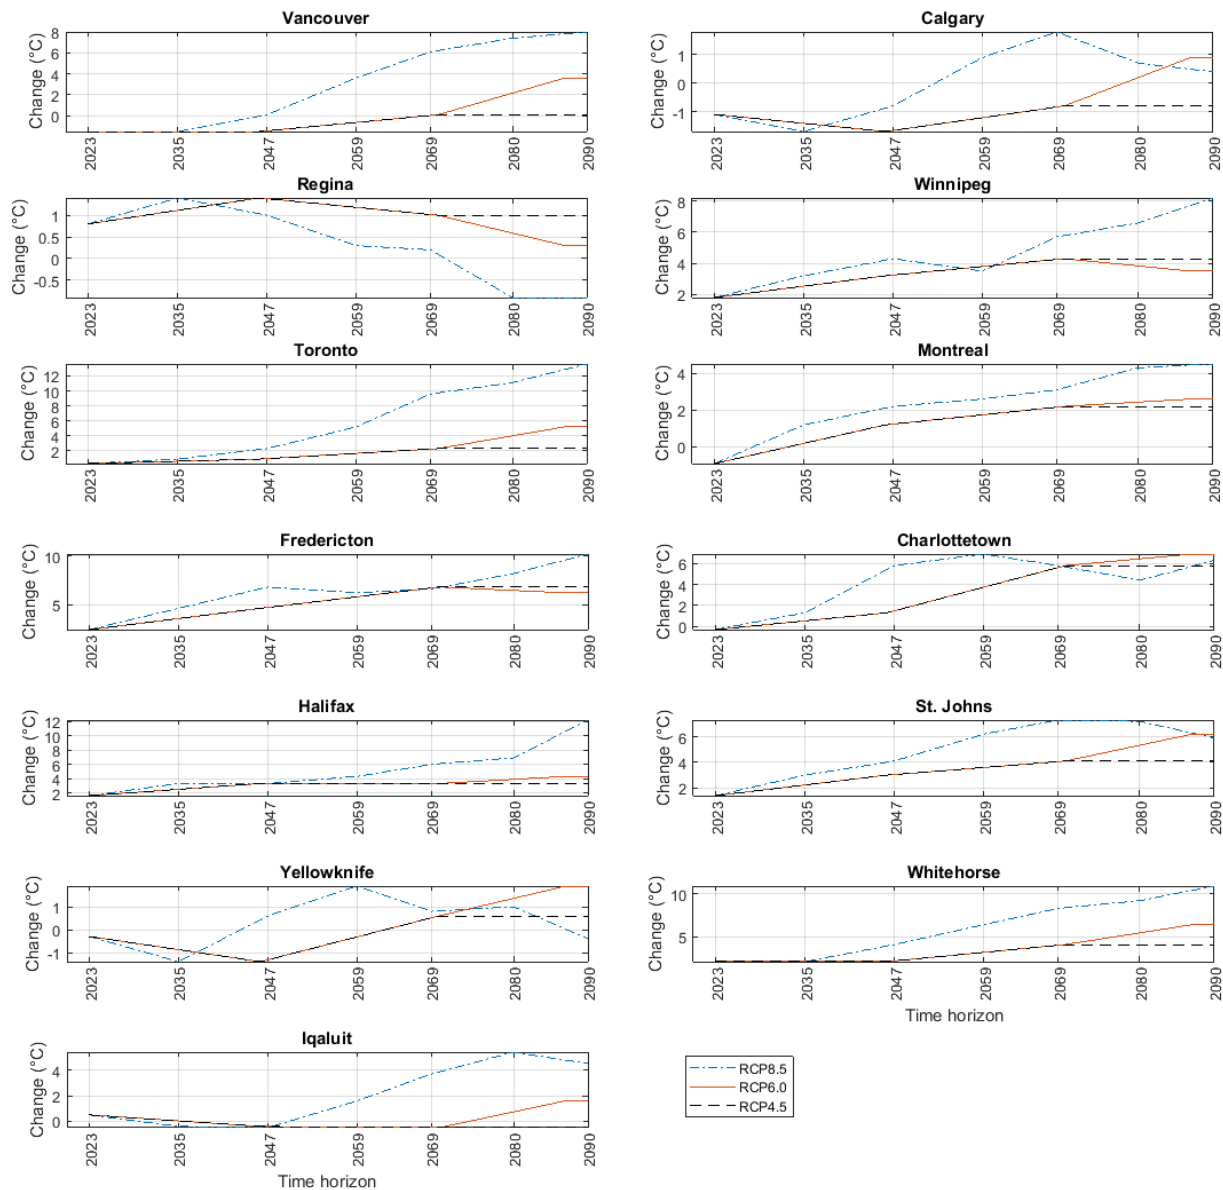 Vancouver
Change (°C)
8
6
4
2
0
2023 2035 2047 2059 2069 2080 2090
Calgary
Change (°C)
1
0
-1
2023 2035 2047 2059 2069 2080 2090
Regina
Change (°C)
1
0.5
0
-0.5
2023 2035 2047 2059 2069 2080 2090
Winnipeg
Change (°C)
8
6
4
2
2023 2035 2047 2059 2069 2080 2090
Toronto
Change (°C)
12
10
8
6
4
2
2023 2035 2047 2059 2069 2080 2090
Montreal
Change (°C)
4
2
0
2023 2035 2047 2059 2069 2080 2090
Fredericton
Change (°C)
10
5
2023 2035 2047 2059 2069 2080 2090
Charlottetown
Change (°C)
6
4
2
0
2023 2035 2047 2059 2069 2080 2090
Halifax
Change (°C)
12
10
8
6
4
2
2023 2035 2047 2059 2069 2080 2090
St. Johns
Change (°C)
6
4
2
2023 2035 2047 2059 2069 2080 2090
Yellowknife
Change (°C)
1
0
-1
2023 2035 2047 2059 2069 2080 2090
Whitehorse
Change (°C)
10
5
2023 2035 2047 2059 2069 2080 2090
Time horizon
Iqaluit
Change (°C)
4
2
0
2023 2035 2047 2059 2069 2080 2090
Time horizon
RCP8.5
RCP6.0
RCP4.5